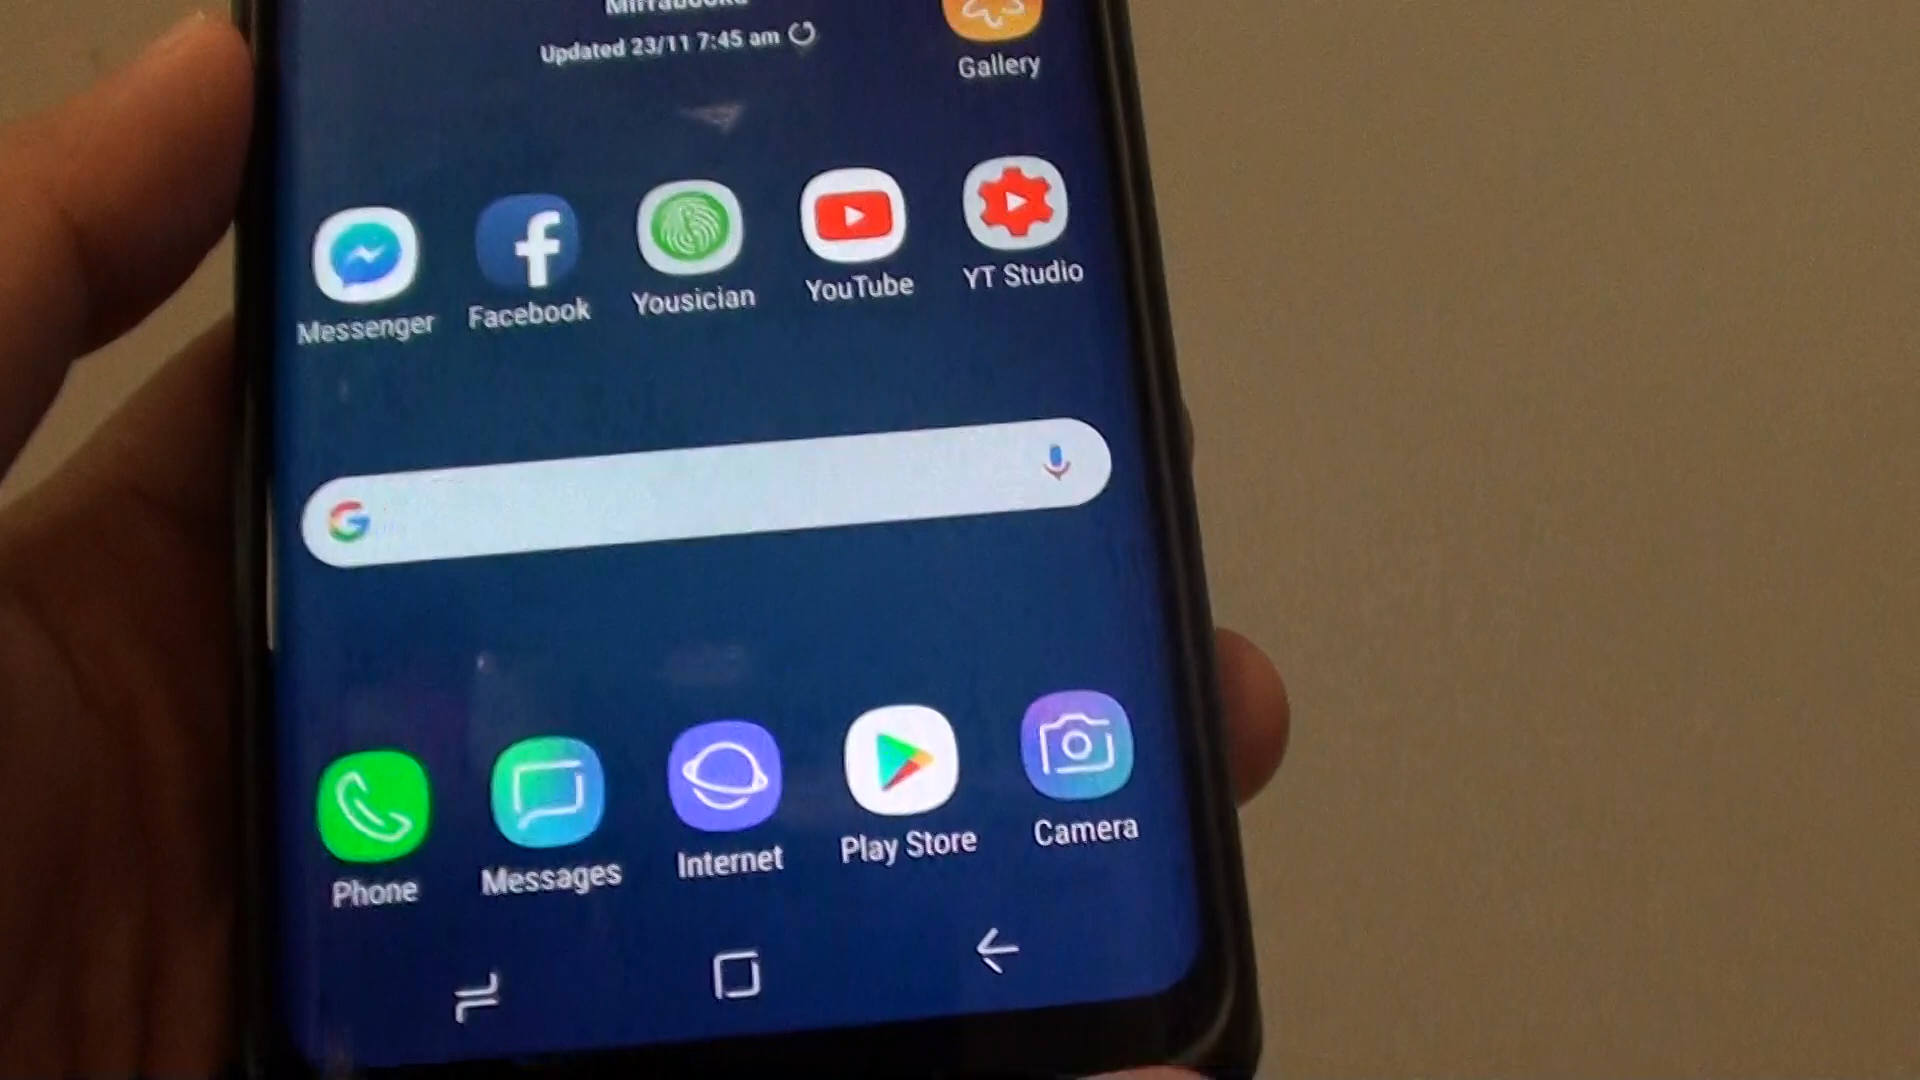 Mirrabooka
Updated 23/11 7:45 am
Gallery
Messenger
Facebook
Yousician
YouTube
YT Studio
Phone
Messages
Internet
Play Store
Camera